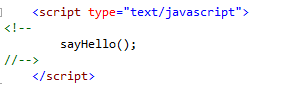 <script type="text/javascript">
<!--
sayHello();
//-->
</script>